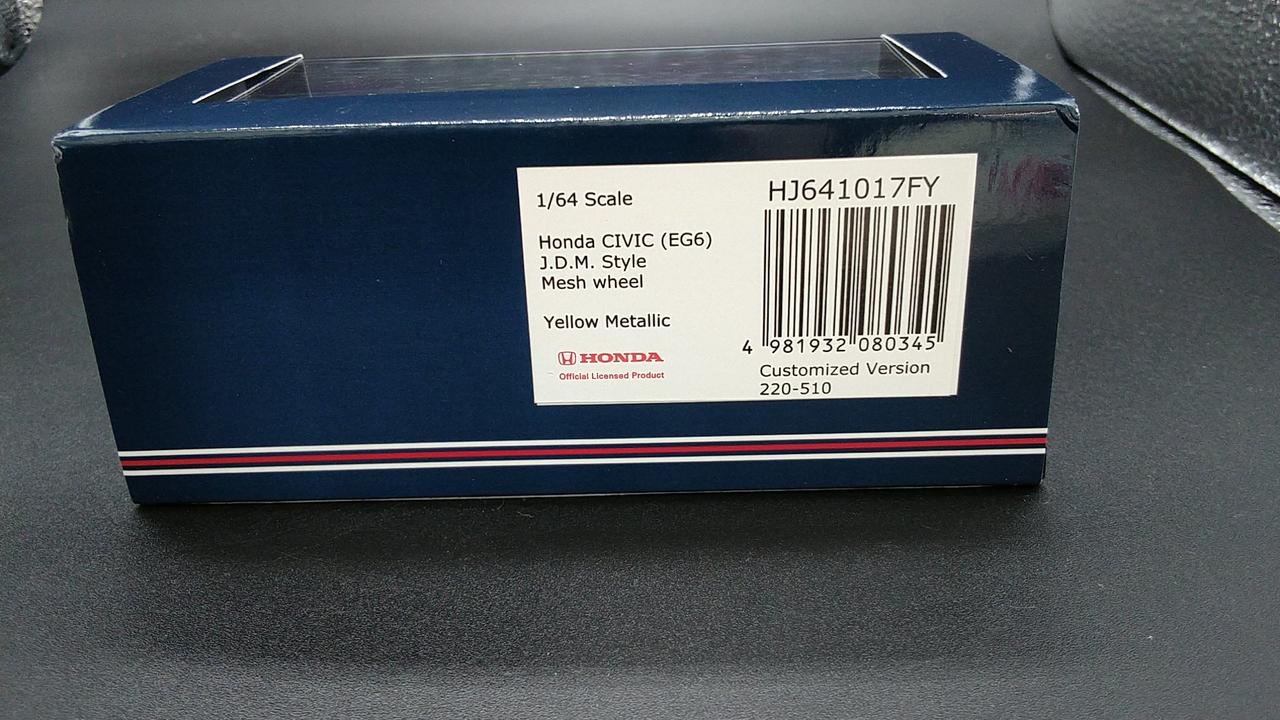 1/64 Scale
Honda CIVIC (EG6)
J.D.M. Style
Mesh wheel
Yellow Metallic
HONDA
Official Licensed Product
HJ641017FY
4 981932 080345
Customized Version
220-510